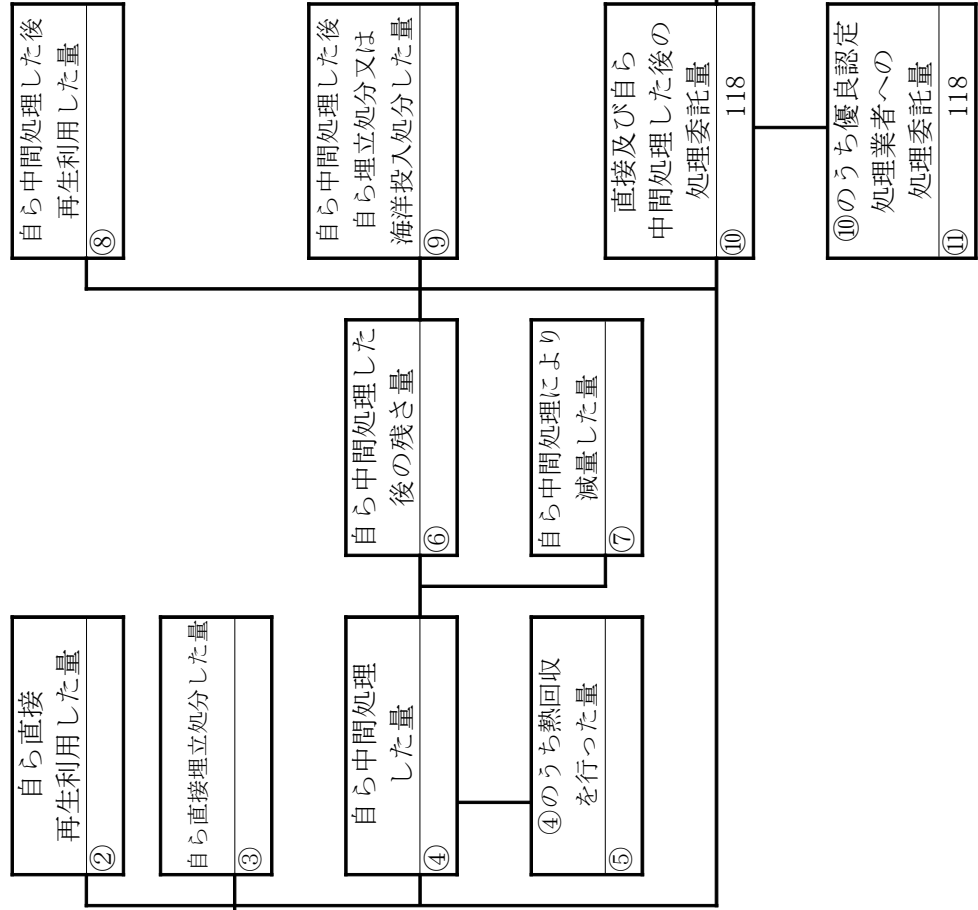 自ら直接
再生利用した量
②
自ら直接埋立処分した量
③
自ら中間処理
した量
④
④のうち熱回収
を行った量
⑤
自ら中間処理した
後の残さ量
⑥
自ら中間処理により
減量した量
⑦
自ら中間処理した後
再生利用した量
⑧
自ら中間処理した後
自ら埋立処分又は
海洋投入処分した量
⑨
直接及び自ら
中間処理した後の
処理委託量
⑩ 118
⑩のうち優良認定
処理業者への
処理委託量
⑪ 118